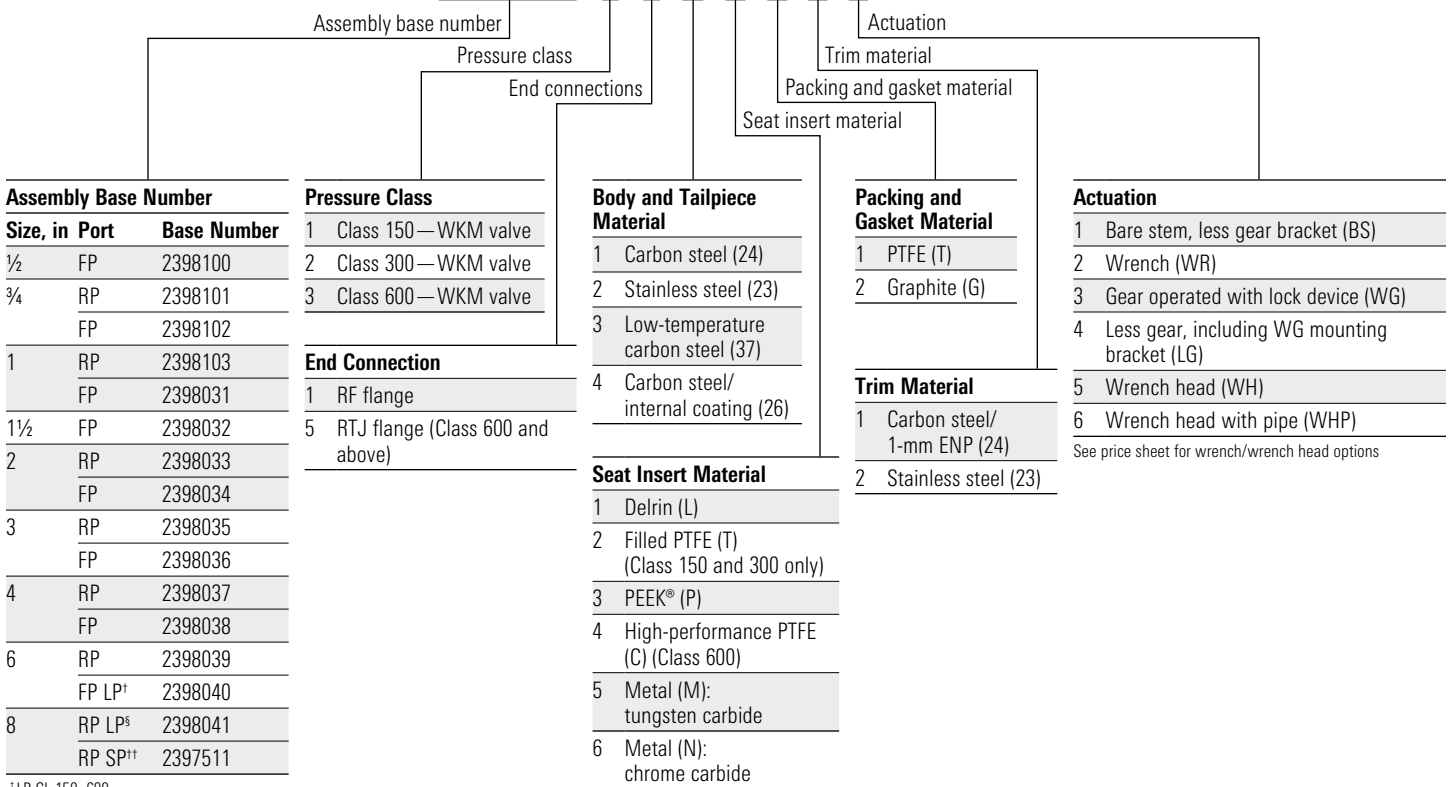 Assembly base number
Actuation
Pressure class
Trim material
End connections
Packing and gasket material
Seat insert material
Assembly Base Number
Size, in Port Base Number
½ FP 2398100
¾ RP 2398101
FP 2398102
1 RP 2398103
FP 2398031
1½ FP 2398032
2 RP 2398033
FP 2398034
3 RP 2398035
FP 2398036
4 RP 2398037
FP 2398038
6 RP 2398039
FP LP† 2398040
8 RP LP§ 2398041
RP SP†† 2397511
Pressure Class
1 Class 150—WKM valve
2 Class 300—WKM valve
3 Class 600—WKM valve
End Connection
1 RF flange
5 RTJ flange (Class 600 and
above)
Body and Tailpiece
Material
1 Carbon steel (24)
2 Stainless steel (23)
3 Low-temperature
carbon steel (37)
4 Carbon steel/
internal coating (26)
Seat Insert Material
1 Delrin (L)
2 Filled PTFE (T)
(Class 150 and 300 only)
3 PEEK® (P)
4 High-performance PTFE
(C) (Class 600)
5 Metal (M):
tungsten carbide
6 Metal (N):
chrome carbide
Packing and
Gasket Material
1 PTFE (T)
2 Graphite (G)
Trim Material
1 Carbon steel/
1-mm ENP (24)
2 Stainless steel (23)
Actuation
1 Bare stem, less gear bracket (BS)
2 Wrench (WR)
3 Gear operated with lock device (WG)
4 Less gear, including WG mounting
bracket (LG)
5 Wrench head (WH)
6 Wrench head with pipe (WHP)
See price sheet for wrench/wrench head options